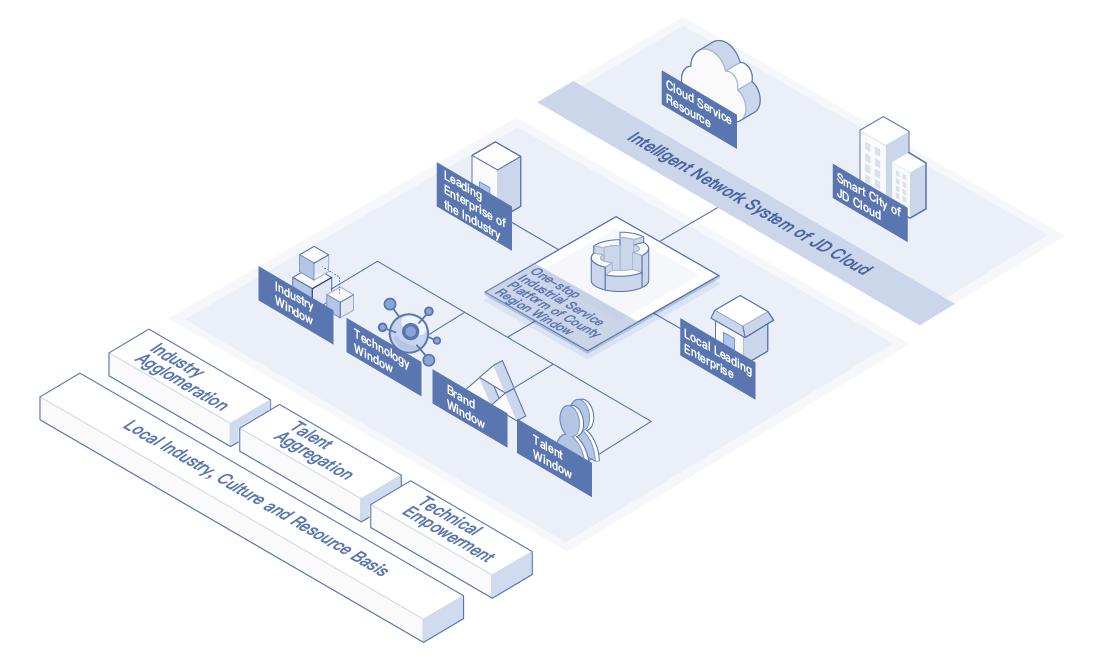 Cloud Service
Resource
Smart City of
JD Cloud
Intelligent Network System of JD Cloud
Leading
Enterprise of
the Industry
One-stop
Industrial Service
Platform of County
Region Window
Local Leading
Enterprise
Industry
Window
Technology
Window
Brand
Window
Talent
Window
Industry
Agglomeration
Talent
Aggregation
Technical
Empowerment
Local Industry, Culture and Resource Basis